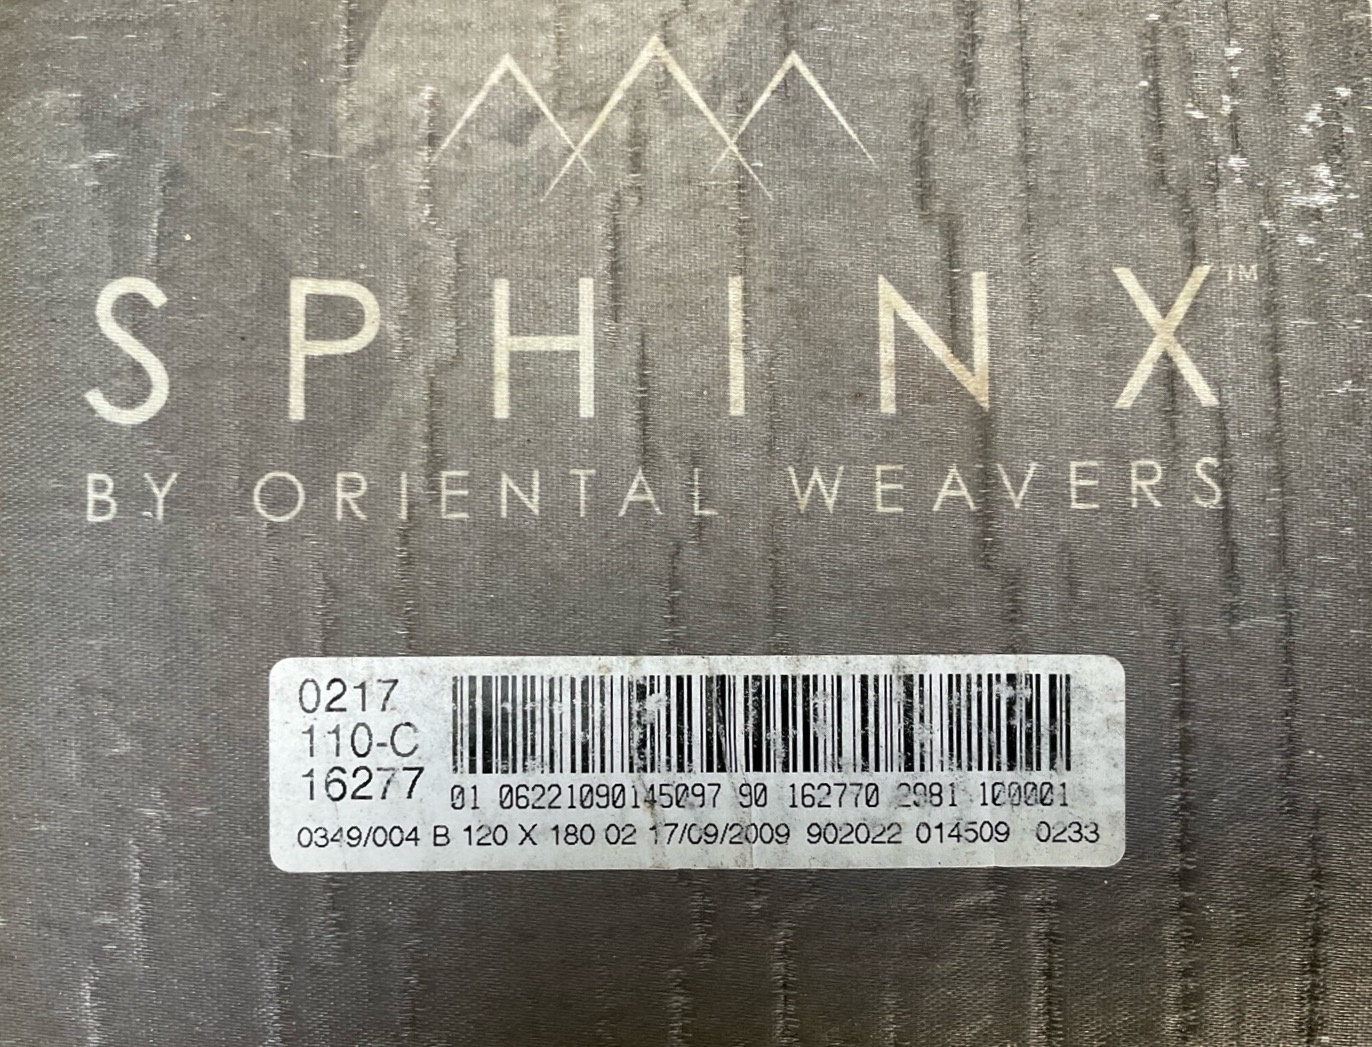 SPHINX™
BY ORIENTAL WEAVERS
0217
110-C
16277
01 06221090145097 90 162770 2981 100001
0349/004 B 120 X 180 02 17/09/2009 902022 014509 0233